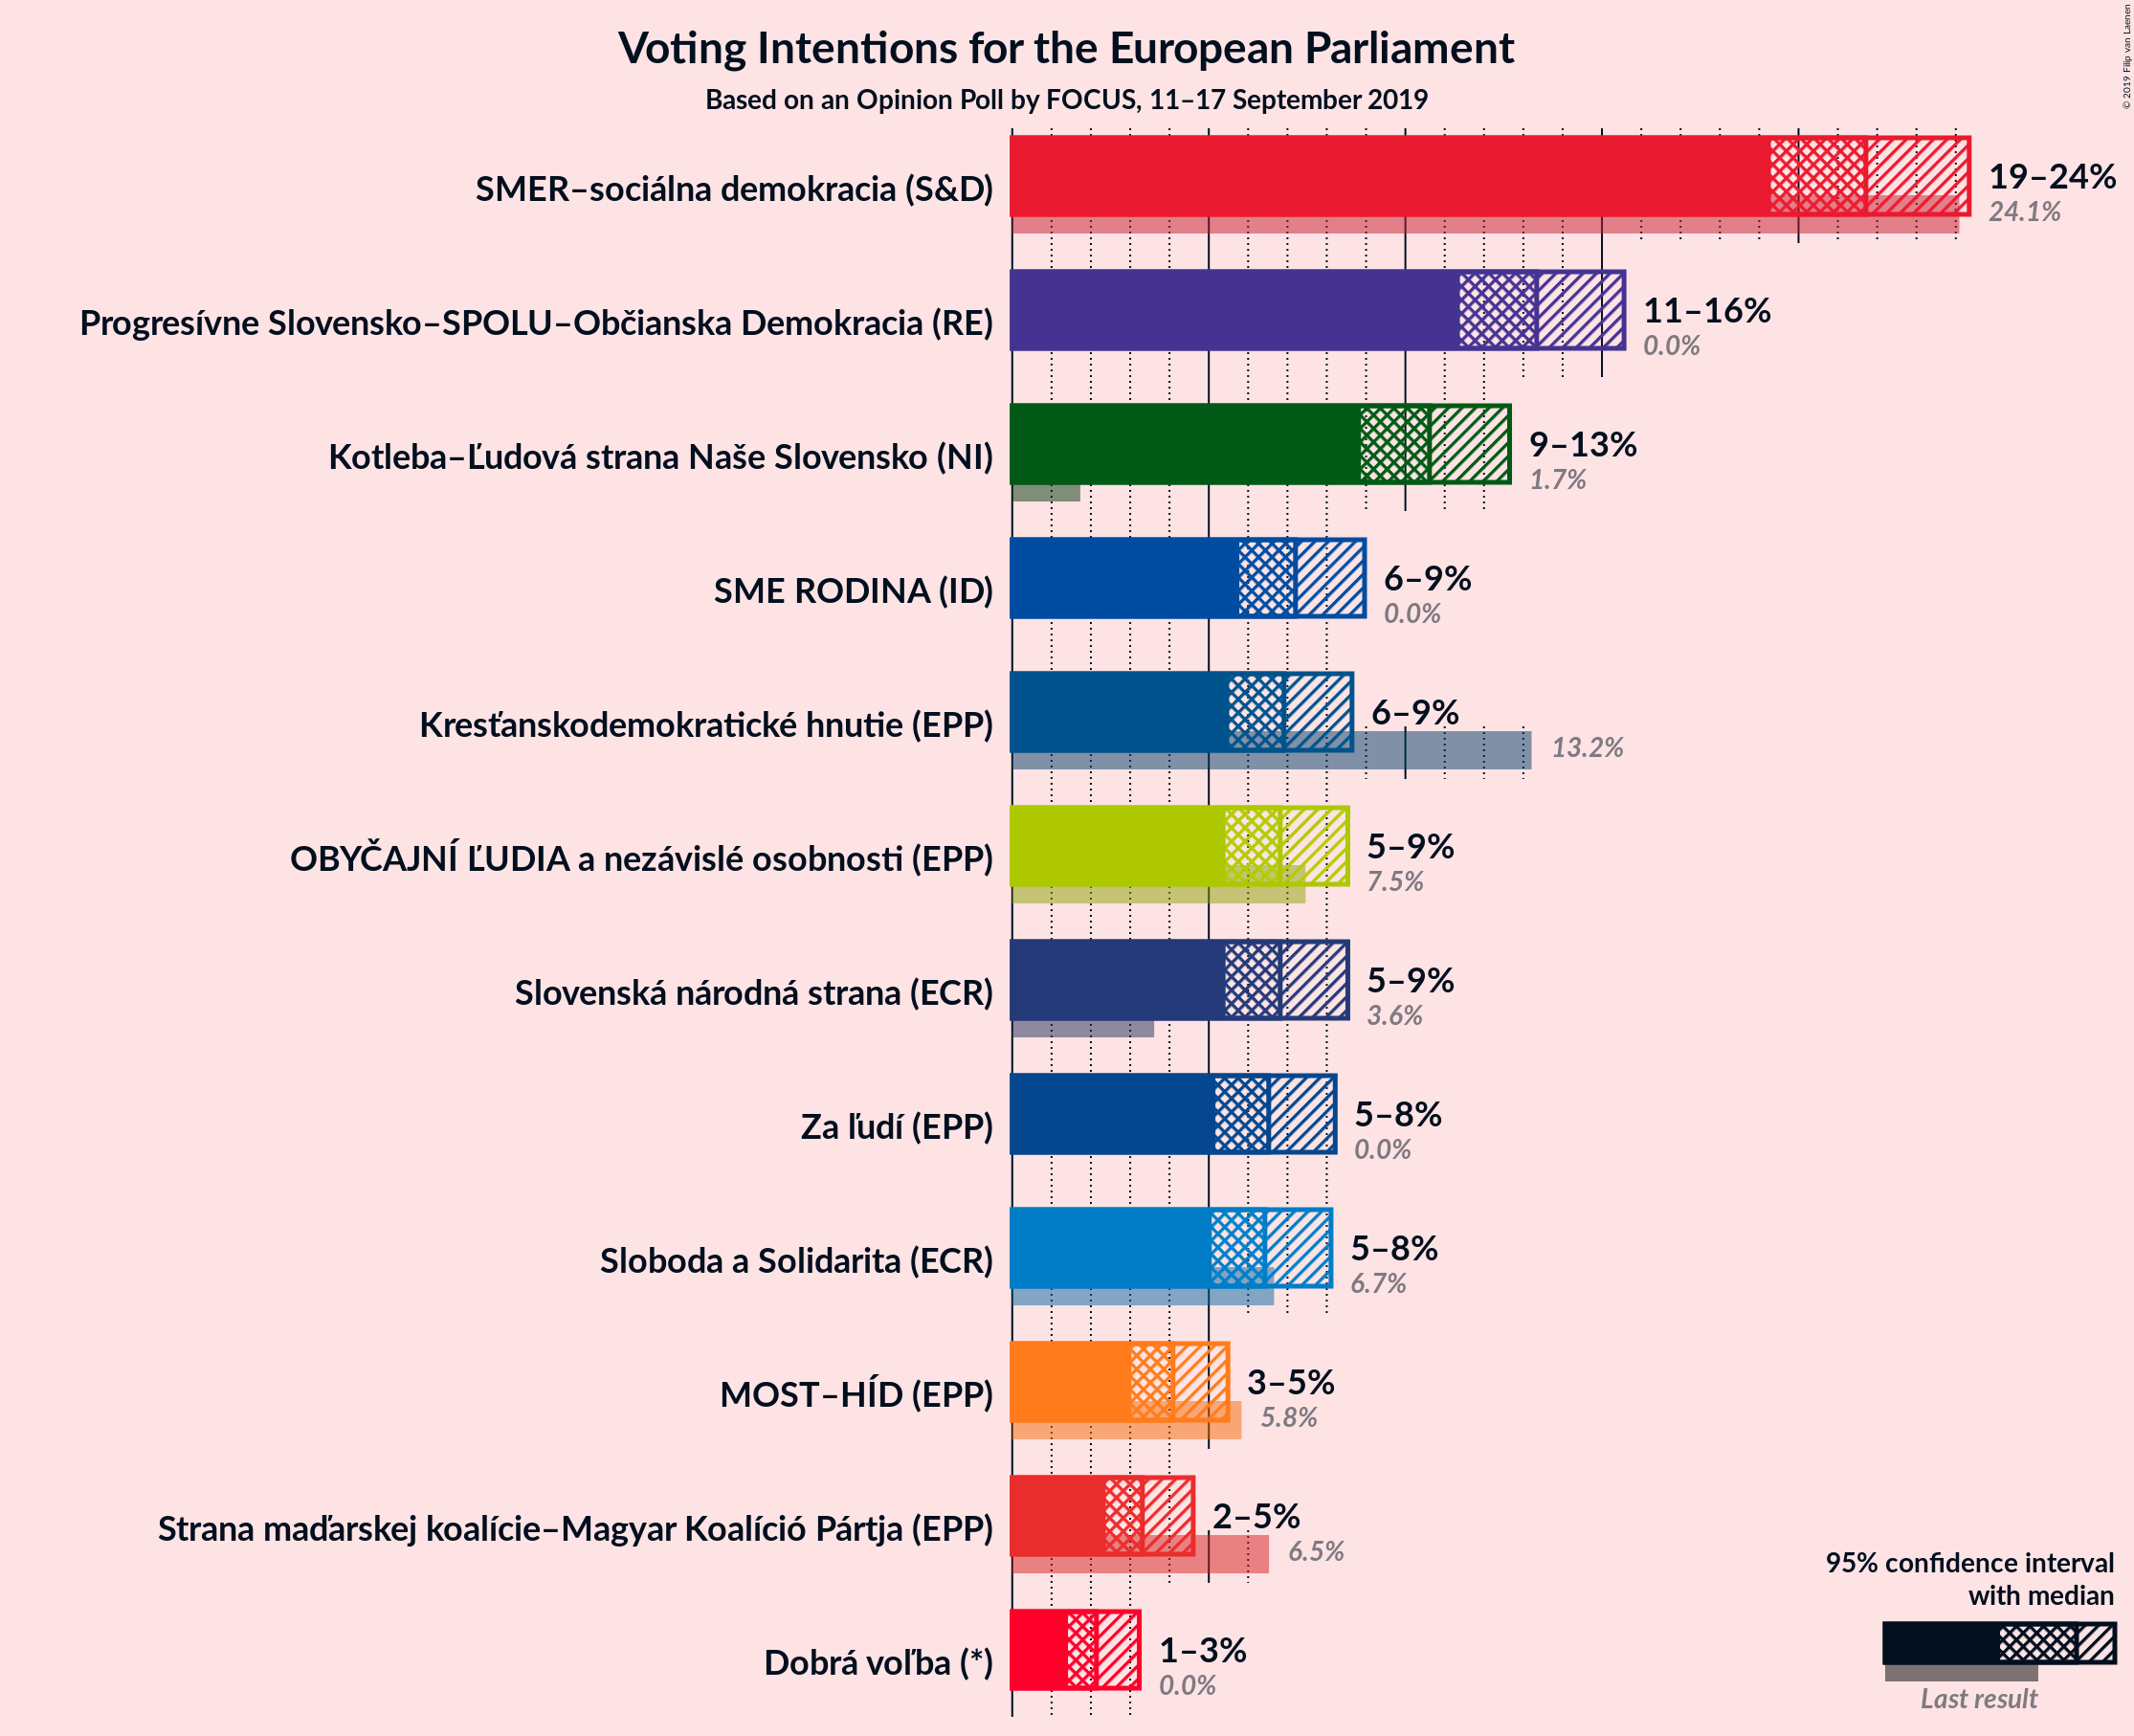 Voting Intentions for the European Parliament
Based on an Opinion Poll by FOCUS, 11–17 September 2019
© 2019 Filip van Laenen
SMER–sociálna demokracia (S&D)
19–24%
24.1%
Progresívne Slovensko–SPOLU–Občianska Demokracia (RE)
11–16%
0.0%
Kotleba–Ľudová strana Naše Slovensko (NI)
9–13%
1.7%
SME RODINA (ID)
6–9%
0.0%
Kresťanskodemokratické hnutie (EPP)
6–9%
13.2%
OBYČAJNÍ ĽUDIA a nezávislé osobnosti (EPP)
5–9%
7.5%
Slovenská národná strana (ECR)
5–9%
3.6%
Za ľudí (EPP)
5–8%
0.0%
Sloboda a Solidarita (ECR)
5–8%
6.7%
MOST–HÍD (EPP)
3–5%
5.8%
Strana maďarskej koalície–Magyar Koalíció Pártja (EPP)
2–5%
6.5%
Dobrá voľba (*)
1–3%
0.0%
95% confidence interval
with median
Last result